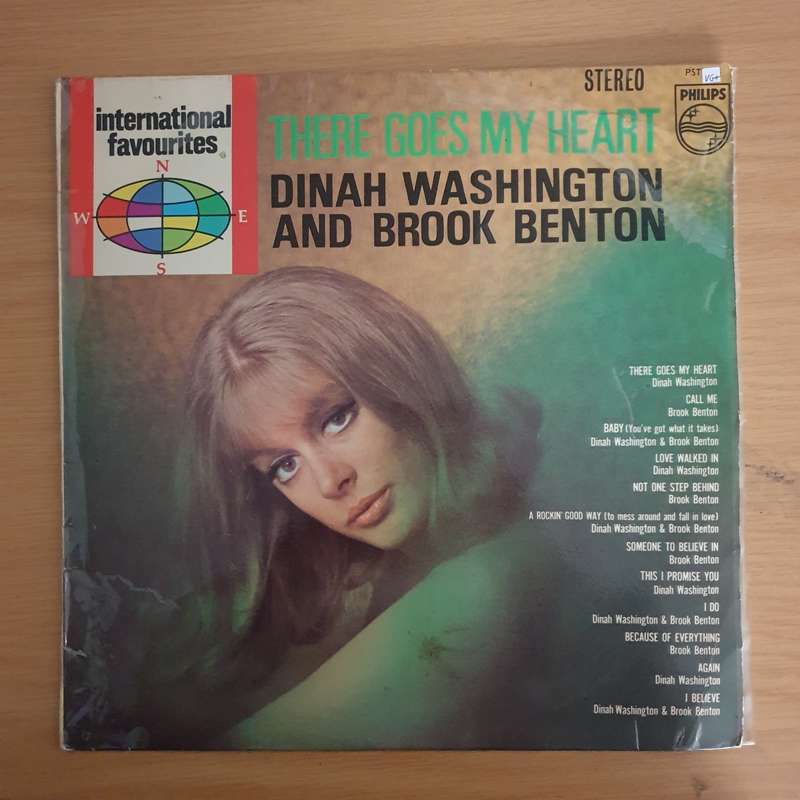 STEREO
PST
VG+
PHILIPS
international
favourites
N
W
E
S
THERE GOES MY HEART
DINAH WASHINGTON
AND BROOK BENTON
THERE GOES MY HEART
Dinah Washington
CALL ME
Brook Benton
BABY (You've got what it takes)
Dinah Washington & Brook Benton
LOVE WALKED IN
Dinah Washington
NOT ONE STEP BEHIND
Brook Benton
A ROCKIN' GOOD WAY (to mess around and fall in love)
Dinah Washington & Brook Benton
SOMEONE TO BELIEVE IN
Brook Benton
THIS I PROMISE YOU
Dinah Washington
I DO
Dinah Washington & Brook Benton
BECAUSE OF EVERYTHING
Brook Benton
AGAIN
Dinah Washington
I BELIEVE
Dinah Washington & Brook Benton